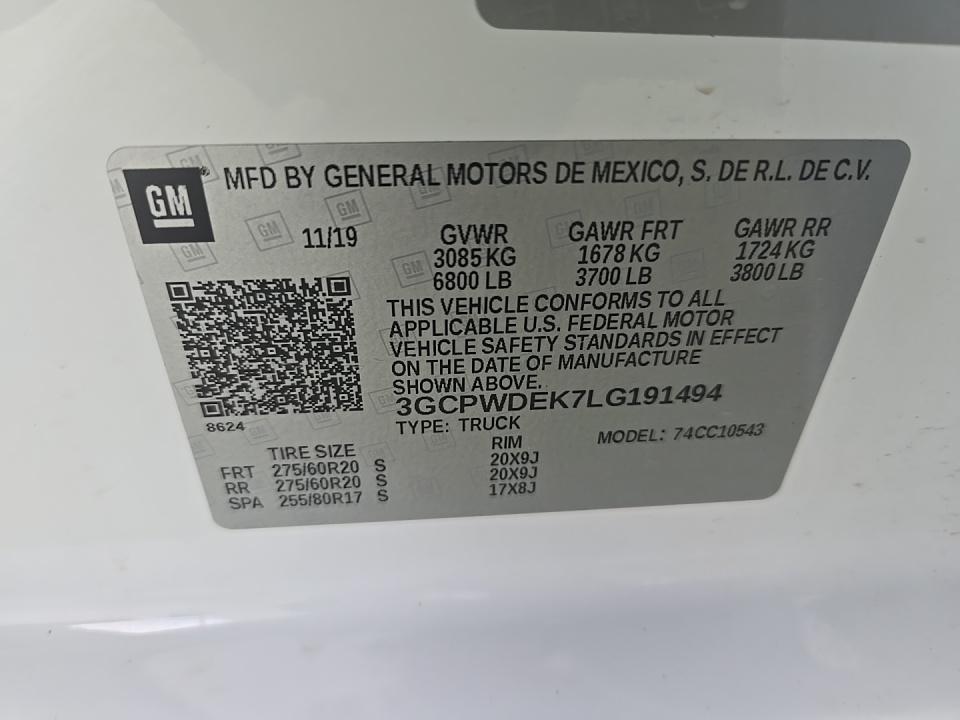 GM
MFD BY GENERAL MOTORS DE MEXICO, S. DE R.L. DE C.V.
11/19 GVWR GAWR FRT GAWR RR
3085 KG 1678 KG 1724 KG
6800 LB 3700 LB 3800 LB
THIS VEHICLE CONFORMS TO ALL
APPLICABLE U.S. FEDERAL MOTOR
VEHICLE SAFETY STANDARDS IN EFFECT
ON THE DATE OF MANUFACTURE
SHOWN ABOVE.
3GCPWDEK7LG191494
8624
TYPE: TRUCK MODEL: 74CC10543
TIRE SIZE RIM
FRT 275/60R20 S 20X9J
RR 275/60R20 S 20X9J
SPA 255/80R17 S 17X8J